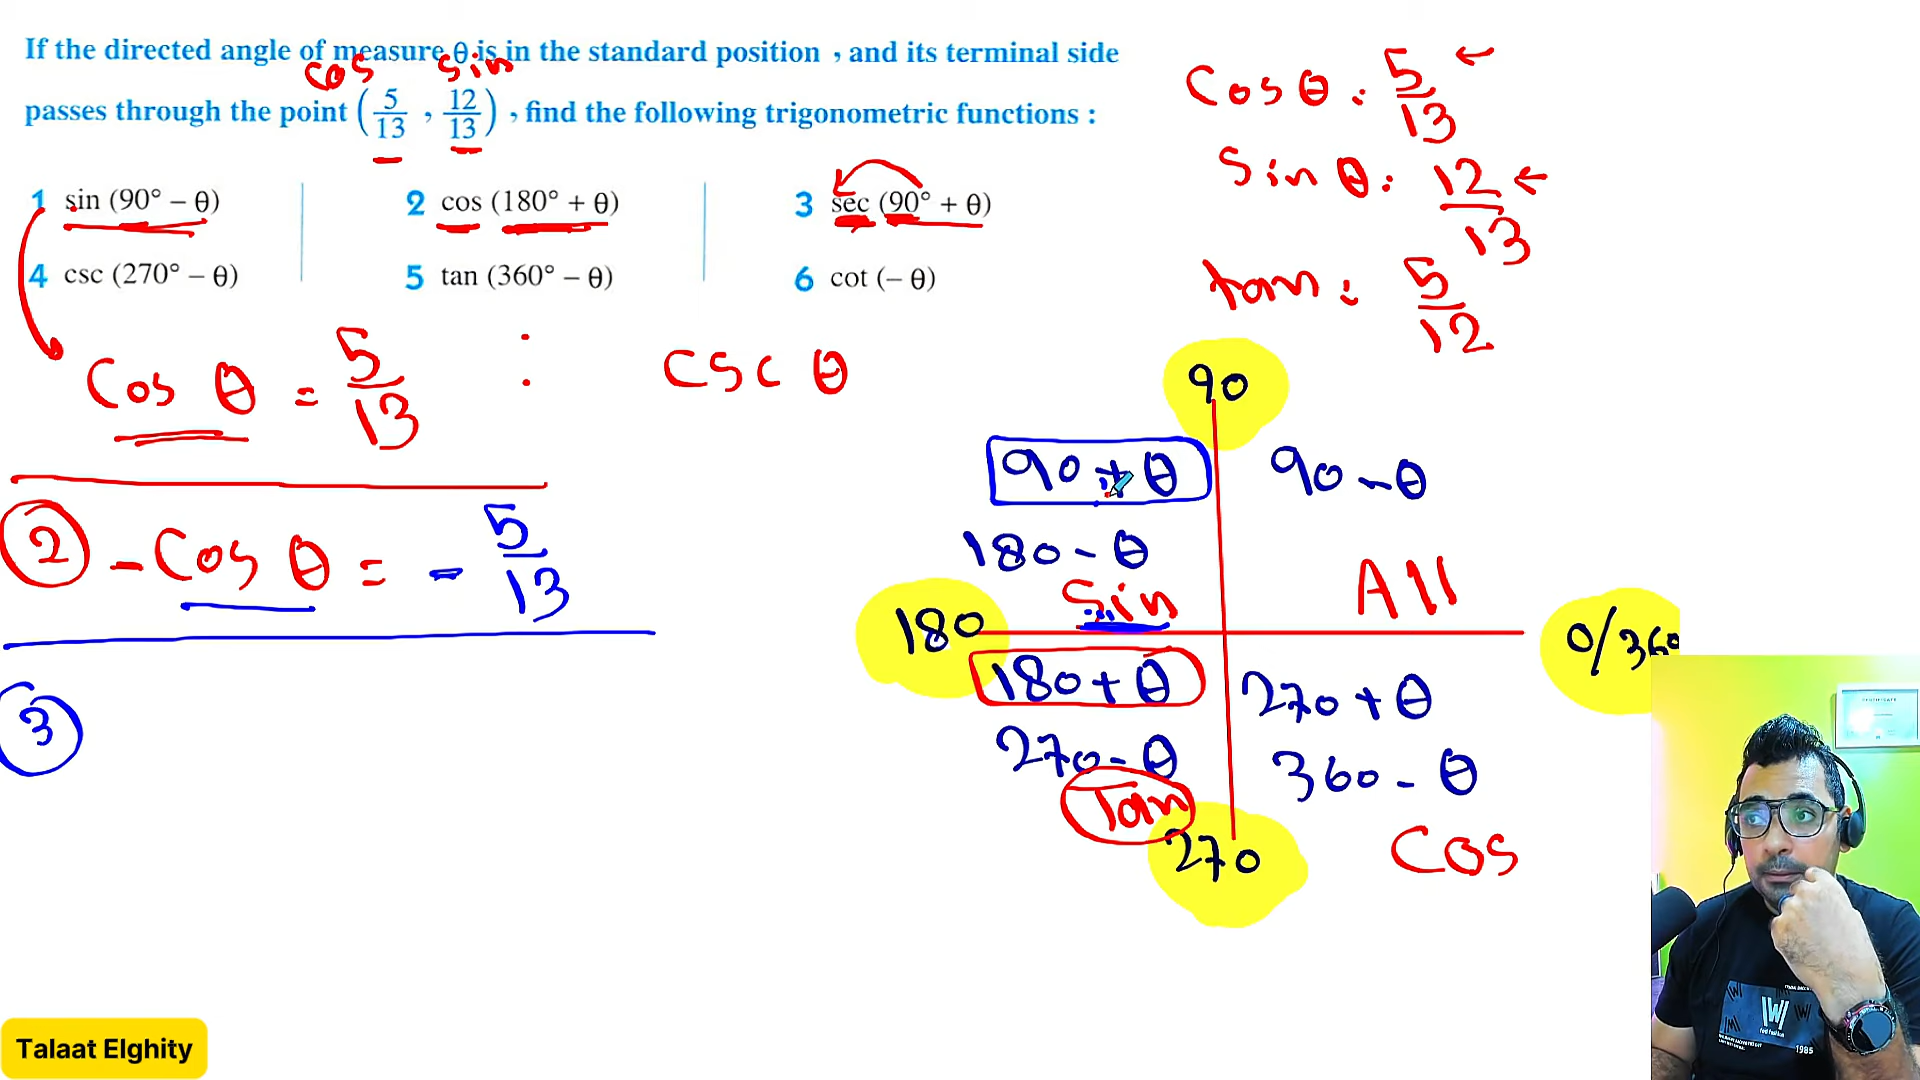 If the directed angle of measure θ is in the standard position , and its terminal side
cos sin
passes through the point (5/13 , 12/13) , find the following trigonometric functions :
1 sin (90° – θ)
2 cos (180° + θ)
3 sec (90° + θ)
4 csc (270° – θ)
5 tan (360° – θ)
6 cot (– θ)
Cos θ : 5/13 ←
Sin θ : 12/13 ←
tan : 5/12
Cos θ = 5/13 : csc θ
2 - Cos θ = - 5/13
3
90
90 + θ
90 - θ
180 - θ
Sin
All
180
0/360
180 + θ
270 + θ
270 - θ
360 - θ
Tan
270
Cos
Talaat Elghity
1985